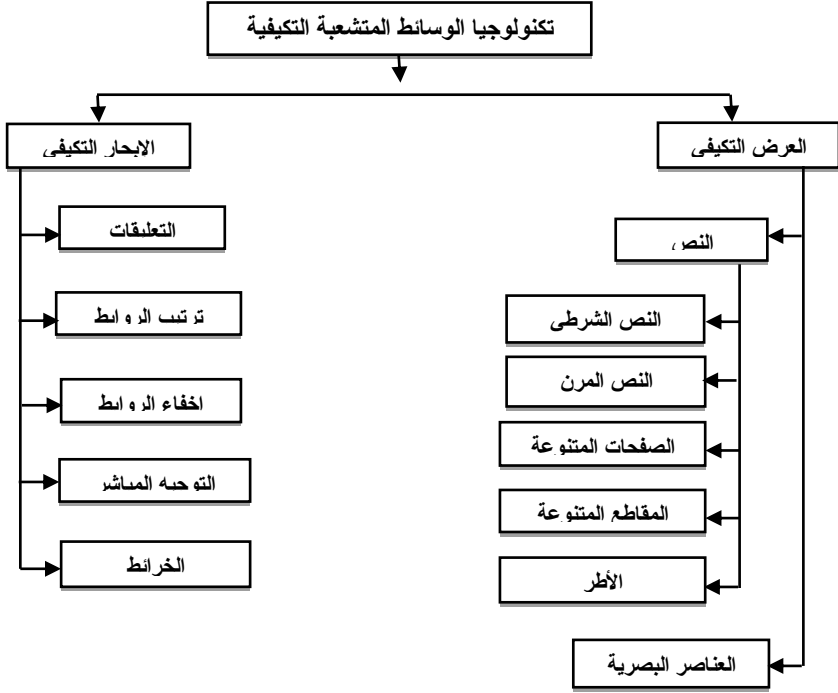 تكنولوجيا الوسائط المتشعبة التكيفية
العرض التكيفى
الابحار التكيفى
النص
النص الشرطى
النص المرن
الصفحات المتنوعة
المقاطع المتنوعة
الأطر
العناصر البصرية
التعليقات
ترتيب الروابط
اخفاء الروابط
التوجيه المباشر
الخرائط